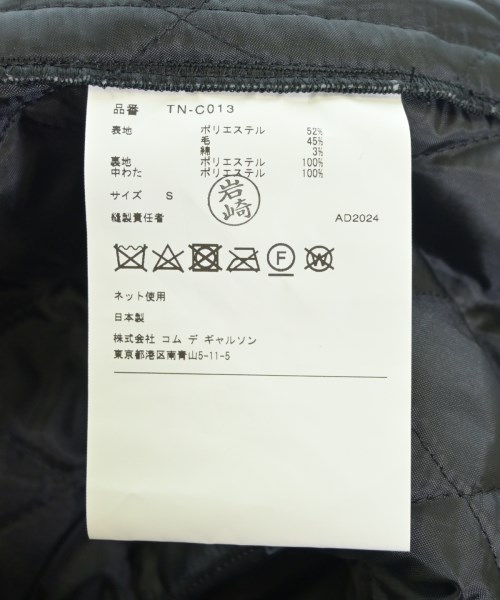 品番 TN-C013
表地 ポリエステル 52%
毛 45%
綿 3%
裏地 ポリエステル 100%
中わた ポリエステル 100%
サイズ S
岩崎
縫製責任者 AD2024
F W
ネット使用
日本製
株式会社 コム デ ギャルソン
東京都港区南青山5-11-5